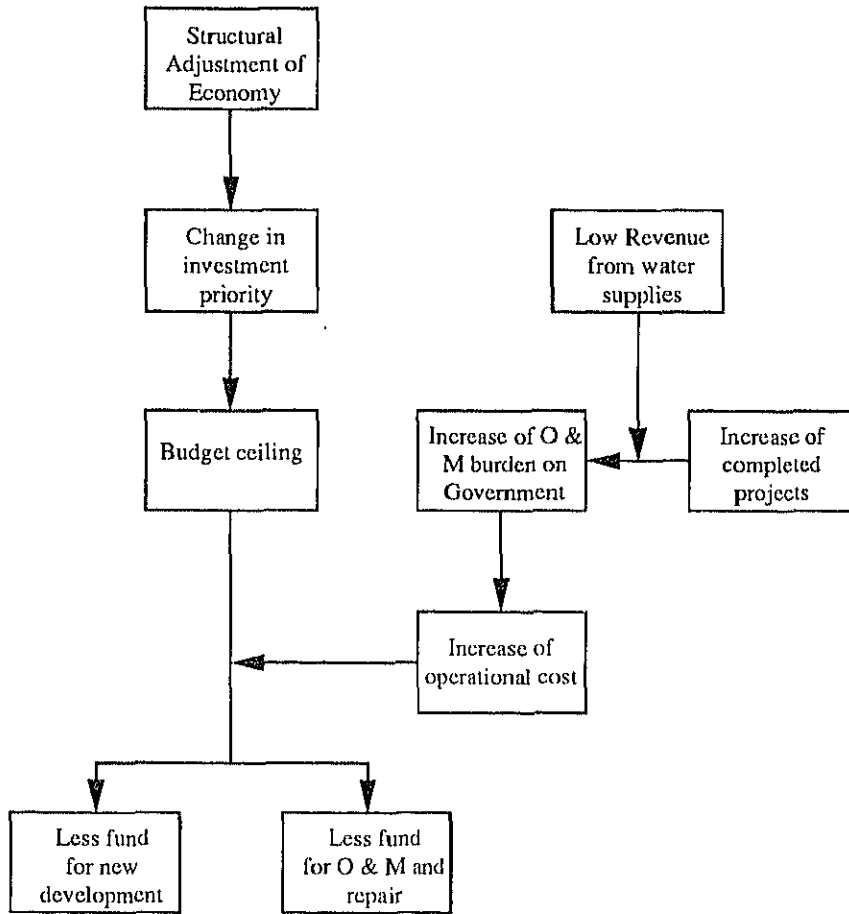 Structural
Adjustment of
Economy
Change in
investment
priority
Low Revenue
from water
supplies
Budget ceiling
Increase of O &
M burden on
Government
Increase of
completed
projects
Increase of
operational cost
Less fund
for new
development
Less fund
for O & M and
repair